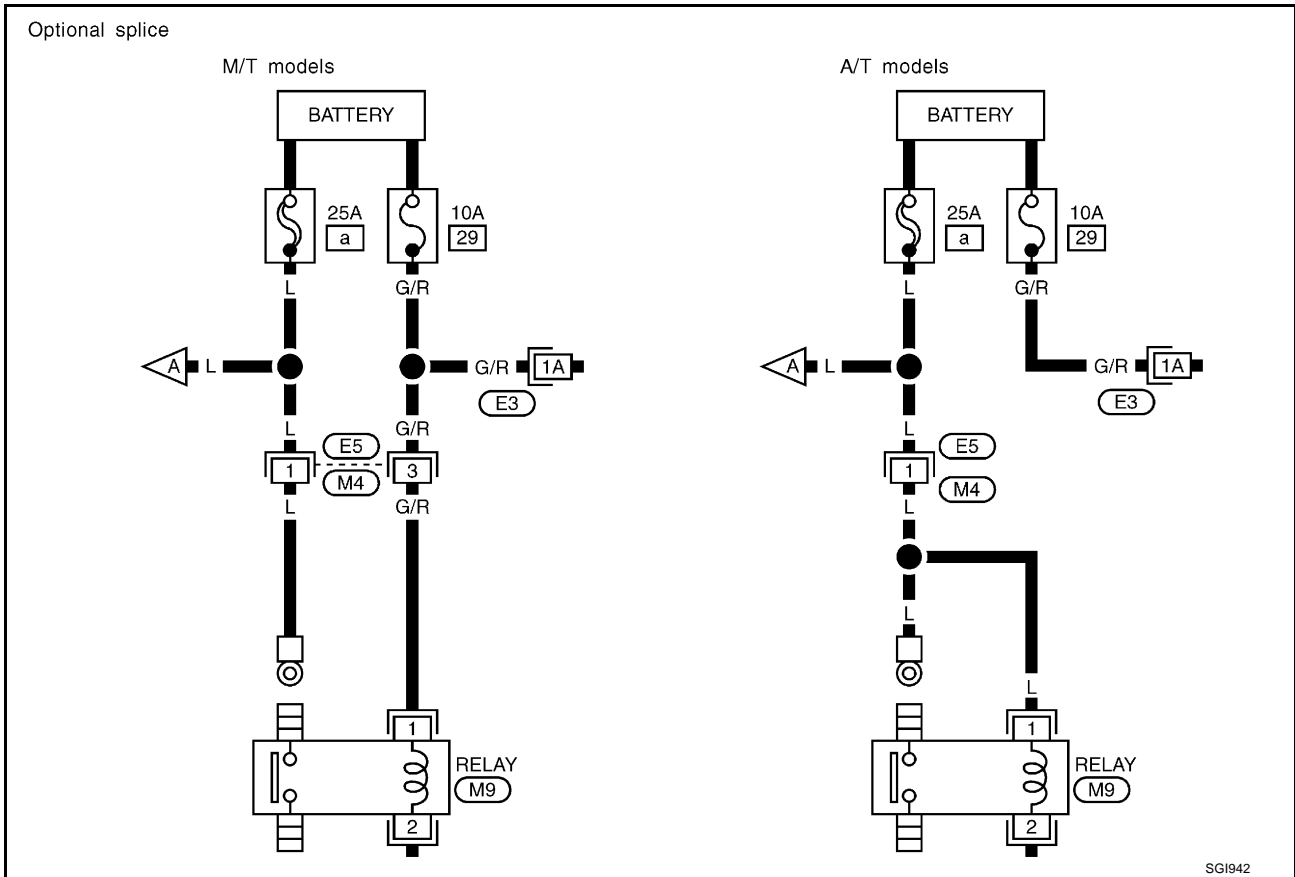 Optional splice
M/T models
A/T models
BATTERY
BATTERY
25A
a
10A
29
25A
a
10A
29
L
G/R
L
G/R
A
L
G/R
1A
A
L
G/R
1A
E3
E3
L
G/R
L
1
E5
M4
3
1
E5
M4
L
G/R
L
L
L
1
1
RELAY
M9
RELAY
M9
2
2
SGI942